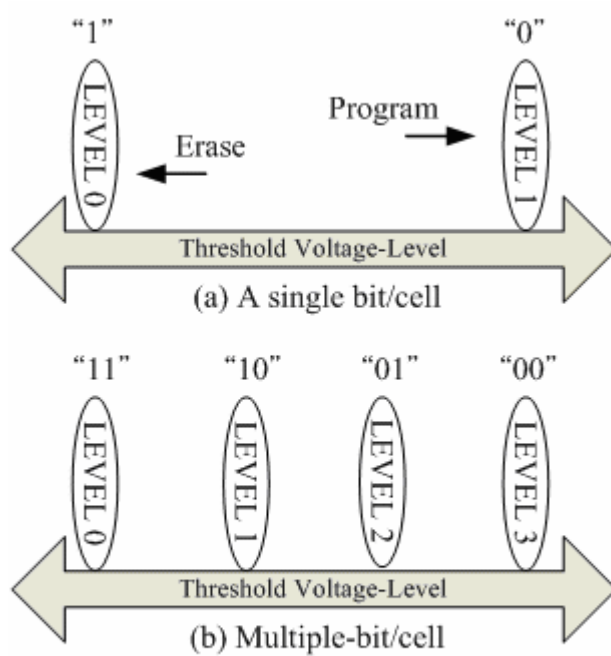 “1” “0”
LEVEL 0
LEVEL 1
Program
Erase
Threshold Voltage-Level
(a) A single bit/cell
“11” “10” “01” “00”
LEVEL 0
LEVEL 1
LEVEL 2
LEVEL 3
Threshold Voltage-Level
(b) Multiple-bit/cell